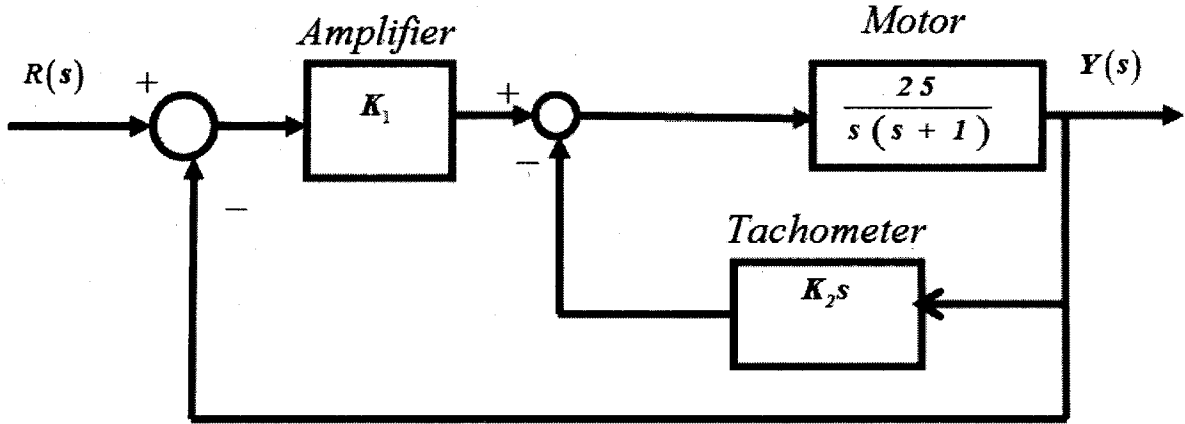 Amplifier
Motor
R(s)
+
K₁
+
25
s(s + 1)
Y(s)
−
−
Tachometer
K₂s